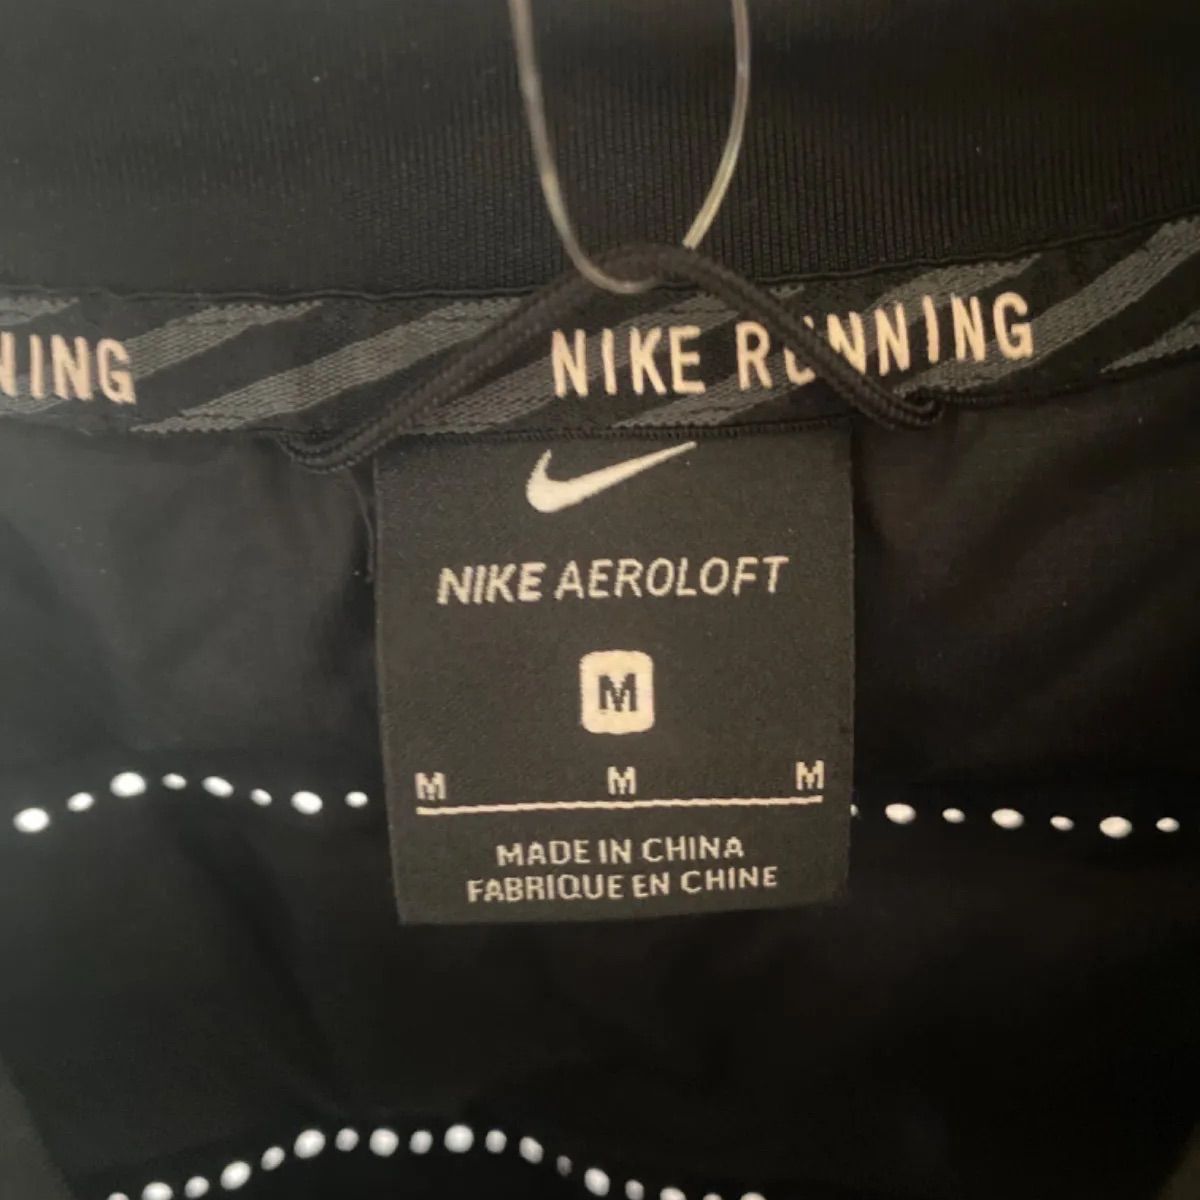 NING
NIKE RUNNING
NIKE AEROLOFT
M
M M M
MADE IN CHINA
FABRIQUE EN CHINE